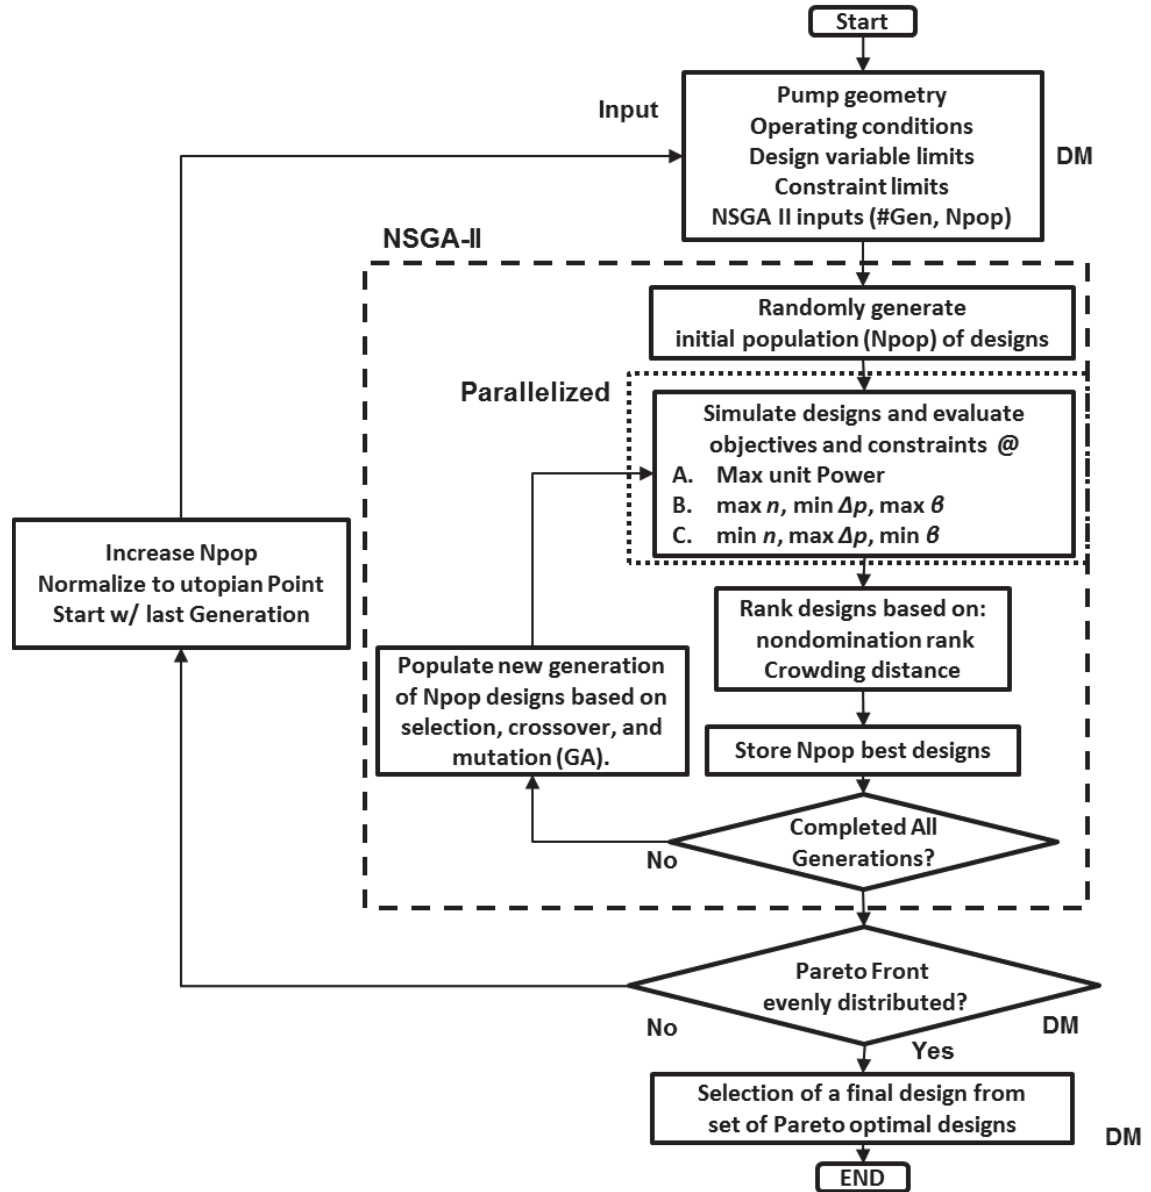 Start
Input
Pump geometry
Operating conditions
Design variable limits
Constraint limits
NSGA II inputs (#Gen, Npop)
DM
NSGA-II
Randomly generate
initial population (Npop) of designs
Parallelized
Simulate designs and evaluate
objectives and constraints @
A. Max unit Power
B. max n, min Δp, max β
C. min n, max Δp, min β
Increase Npop
Normalize to utopian Point
Start w/ last Generation
Rank designs based on:
nondomination rank
Crowding distance
Populate new generation
of Npop designs based on
selection, crossover, and
mutation (GA).
Store Npop best designs
Completed All
Generations?
No
Pareto Front
evenly distributed?
No
DM
Yes
Selection of a final design from
set of Pareto optimal designs
DM
END